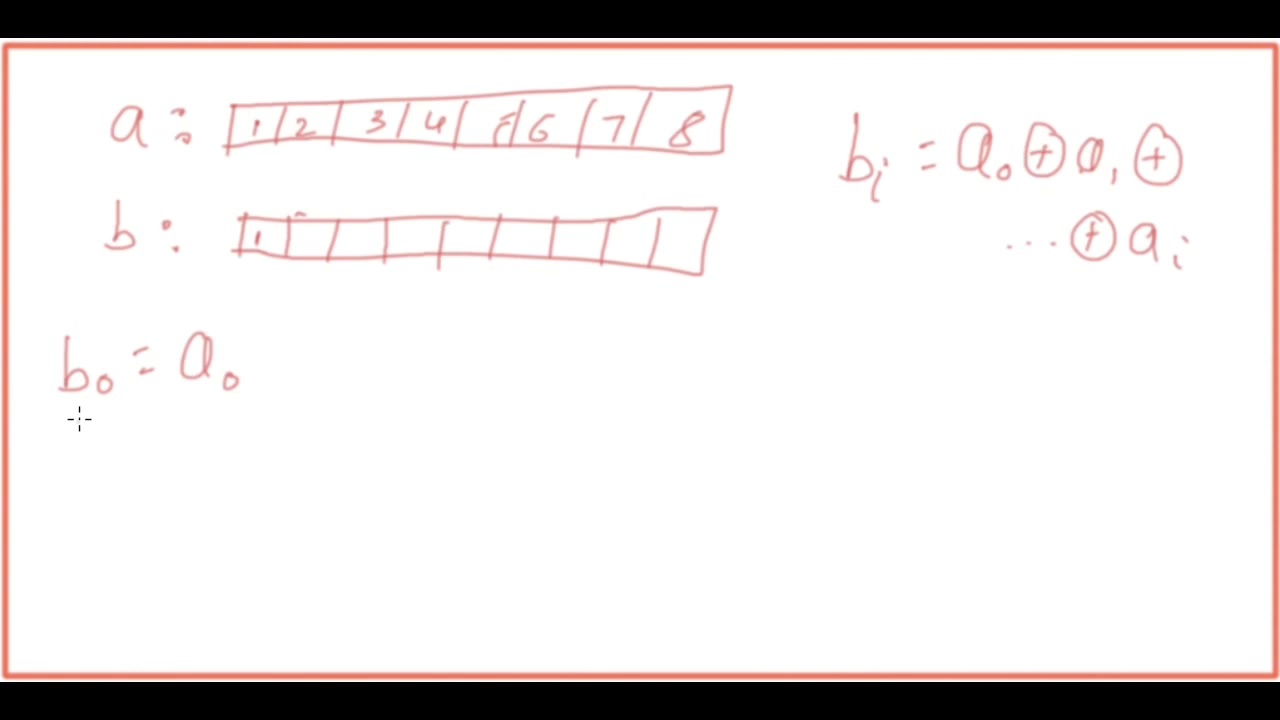 a: 1 2 3 4 5 6 7 8
b: 1
b₀ = a₀
bᵢ = a₀ ⊕ a₁ ⊕
... ⊕ aᵢ